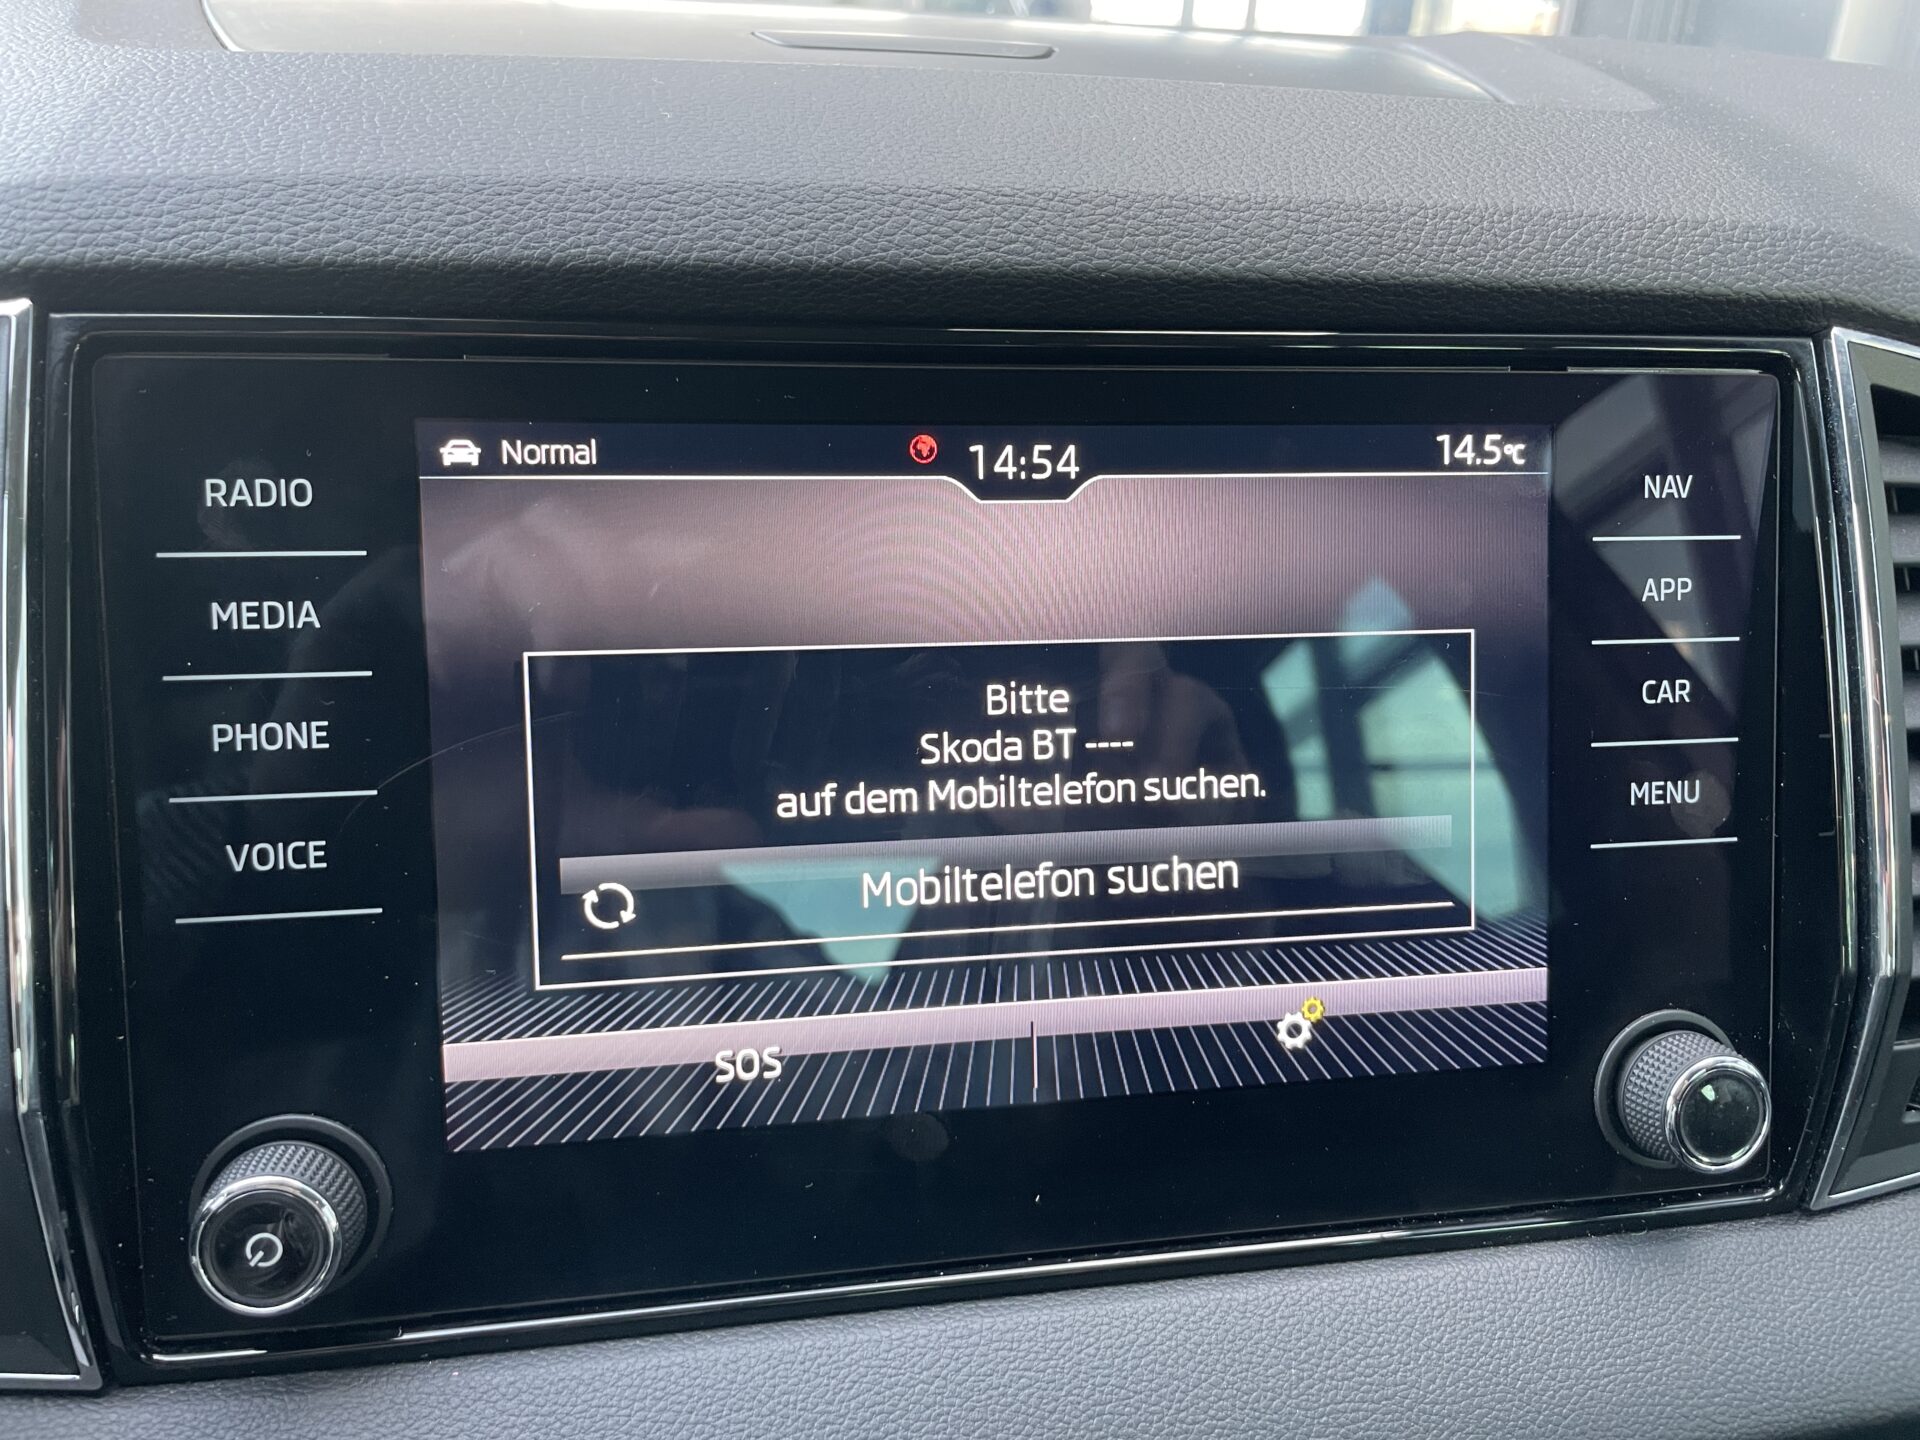 Normal
14:54
14.5°C
RADIO
MEDIA
PHONE
VOICE
Bitte
Skoda BT ----
auf dem Mobiltelefon suchen.
Mobiltelefon suchen
SOS
NAV
APP
CAR
MENU